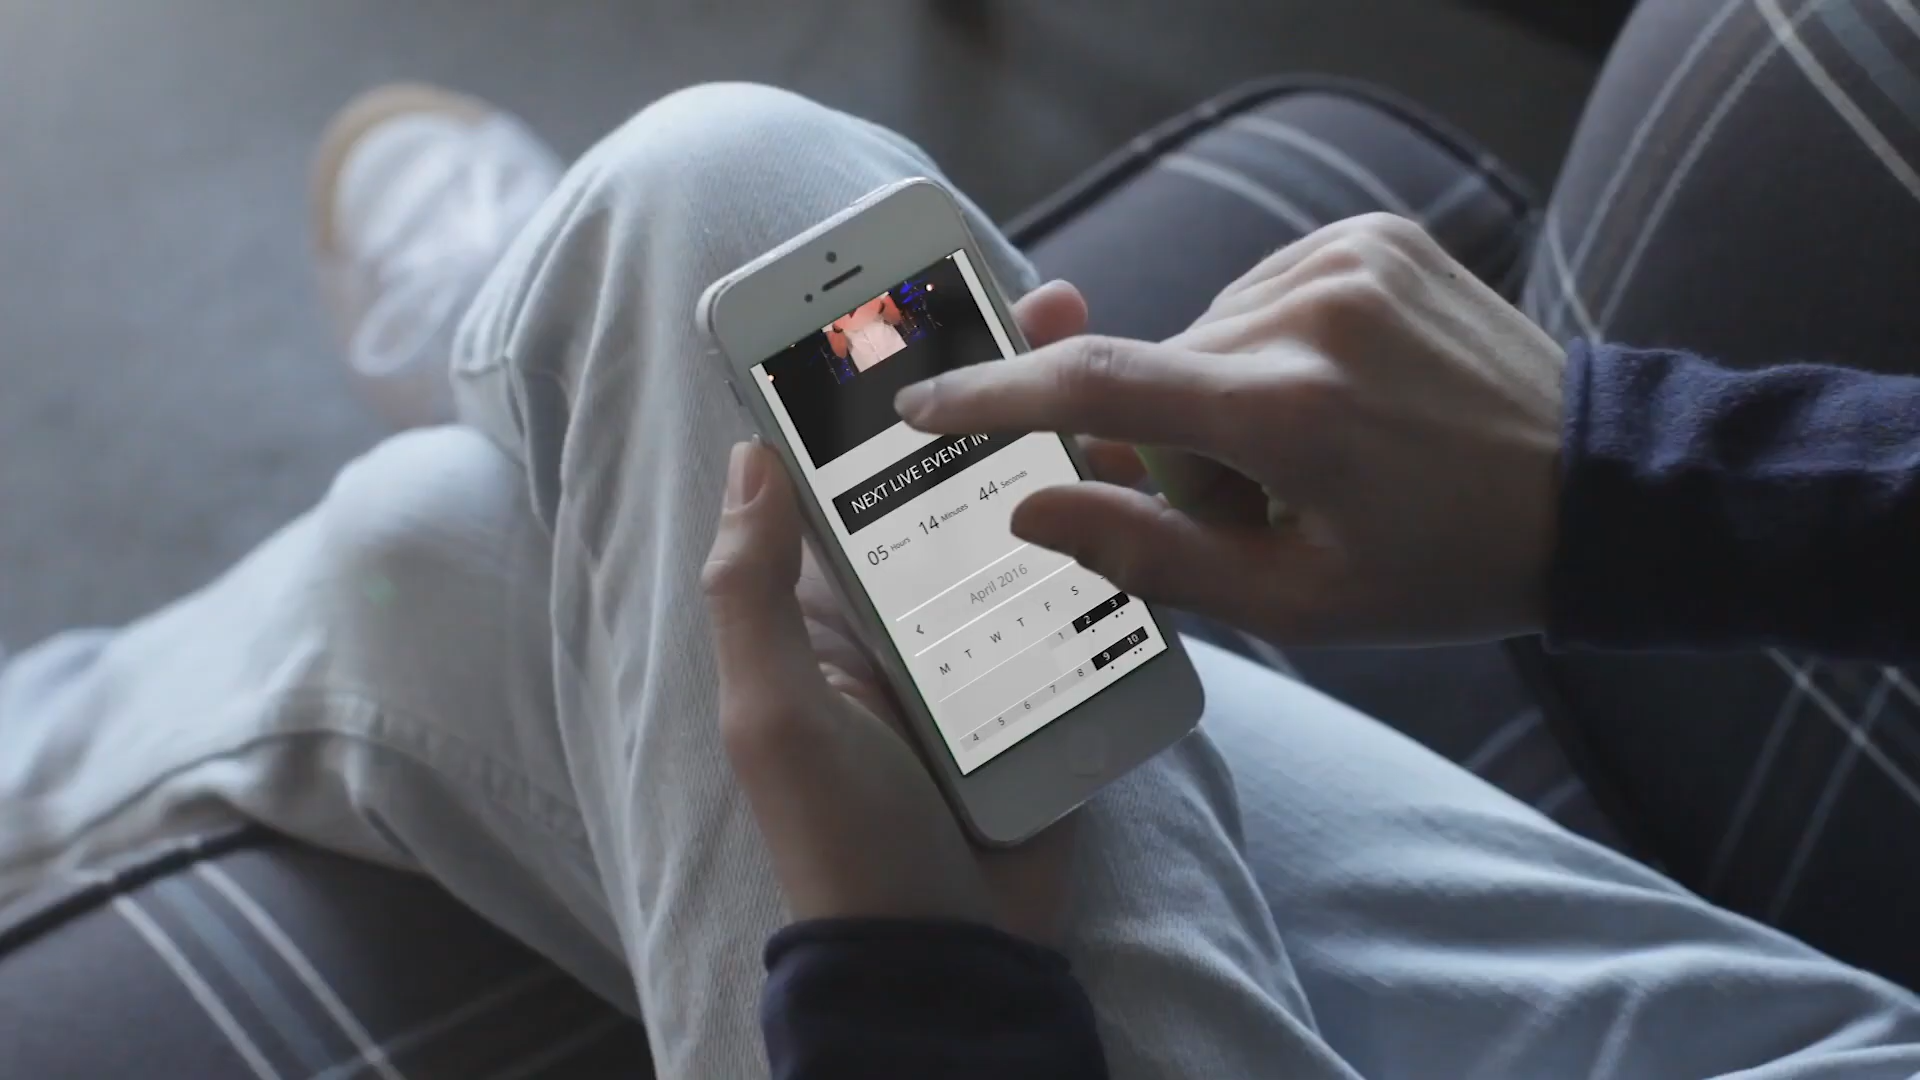 NEXT LIVE EVENT IN
05 Hours 14 Minutes 44 Seconds
April 2016
M T W T F S
1 2 3
4 5 6 7 8 9 10